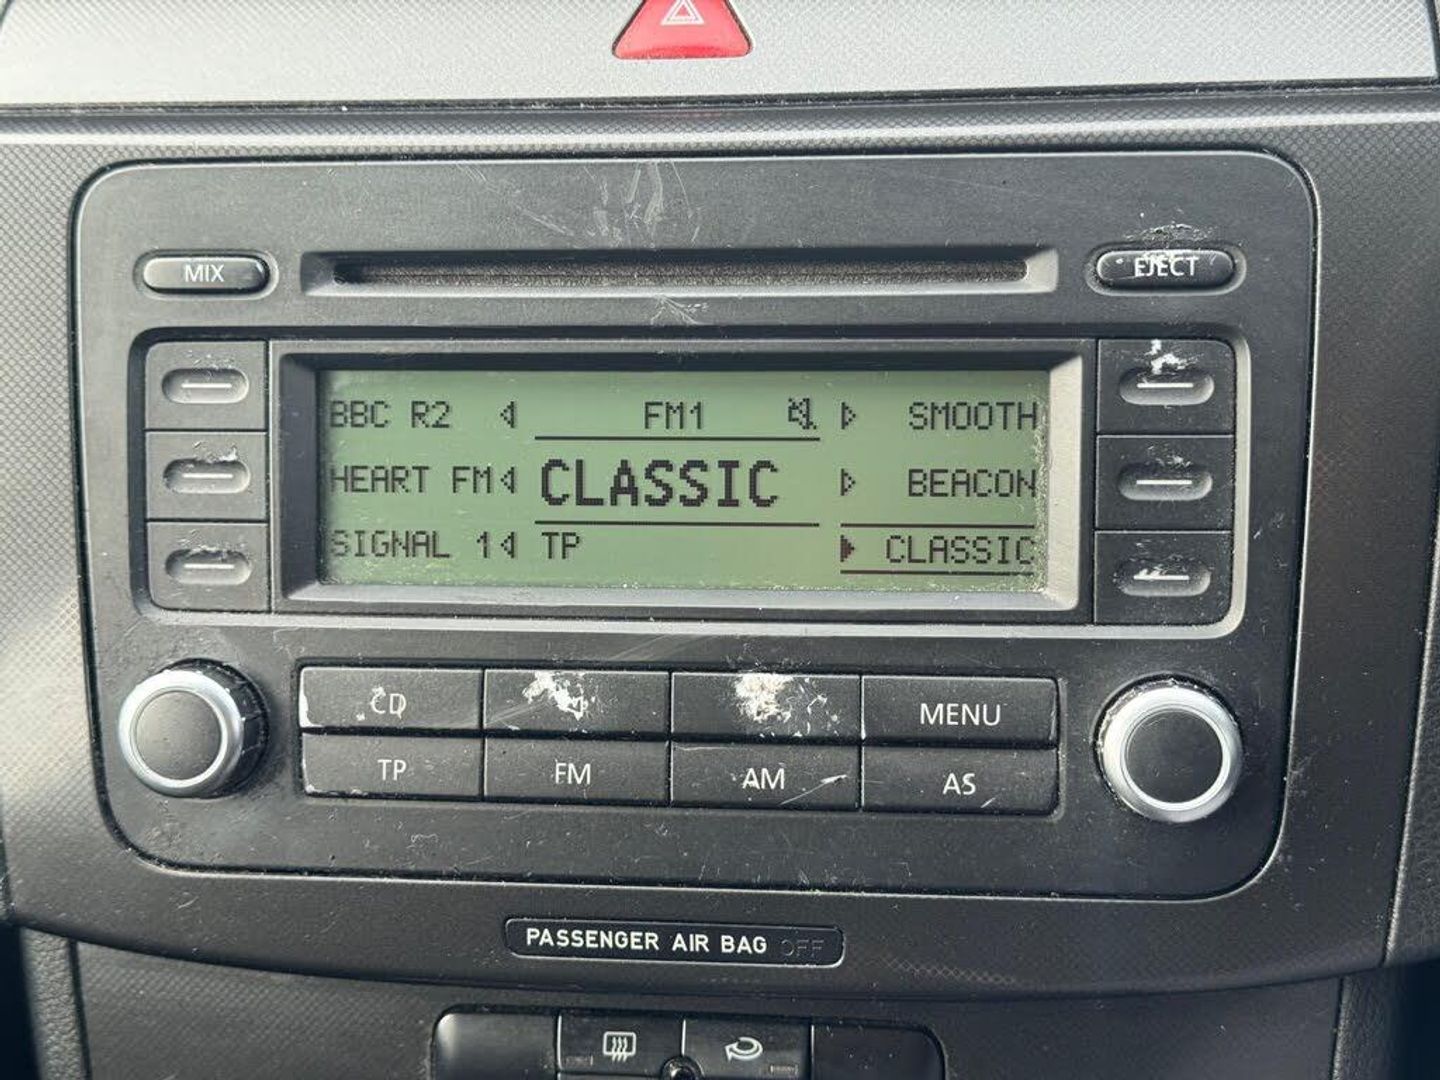 MIX
EJECT
BBC R2 FM1 SMOOTH
HEART FM CLASSIC BEACON
SIGNAL 1 TP CLASSIC
CD MENU
TP FM AM AS
PASSENGER AIR BAG OFF